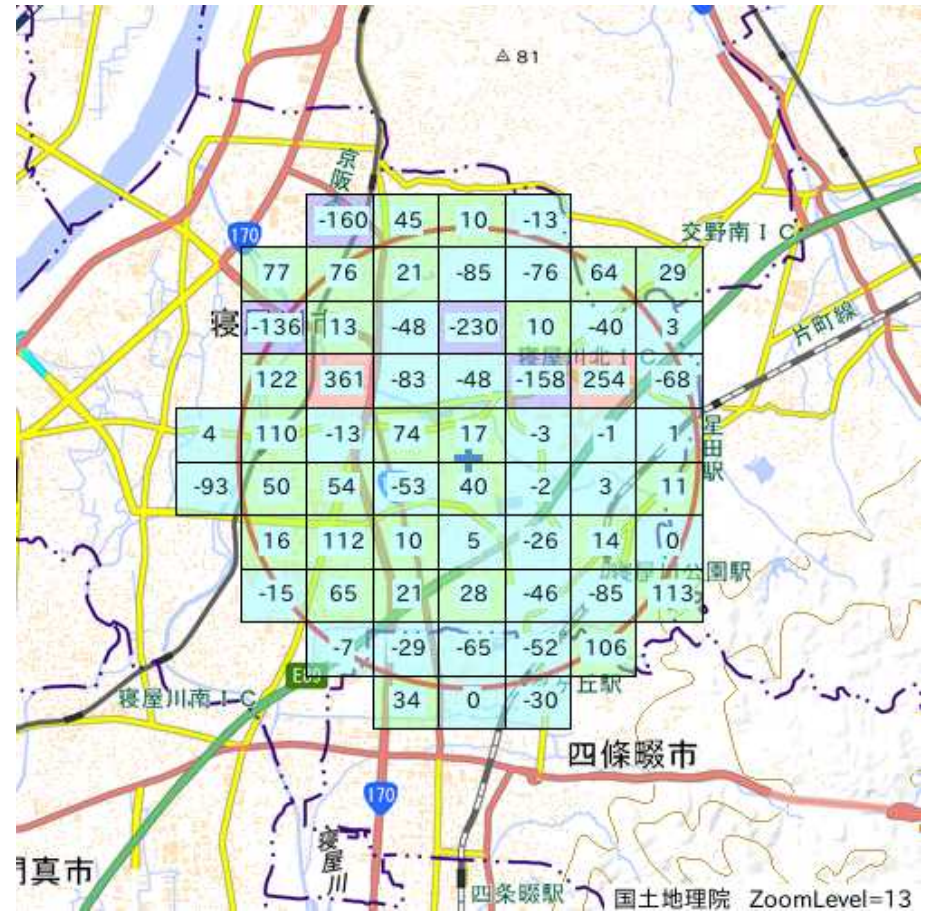 81
京阪
-160 45 10 -13
170
交野南IC
77 76 21 -85 -76 64 29
寝
-136 13 -48 -230 10 -40 3
片町線
寝屋川北IC
122 361 -83 -48 -158 254 -68
4 110 -13 74 17 -3 -1 1
星田駅
-93 50 54 -53 40 -2 3 11
16 112 10 5 -26 14 0
公園駅
-15 65 21 28 -46 -85 113
-7 -29 -65 -52 106
E89
ケ丘駅
寝屋川南IC
34 0 -30
四條畷市
170
寝屋川
門真市
四条畷駅
国土地理院 ZoomLevel=13